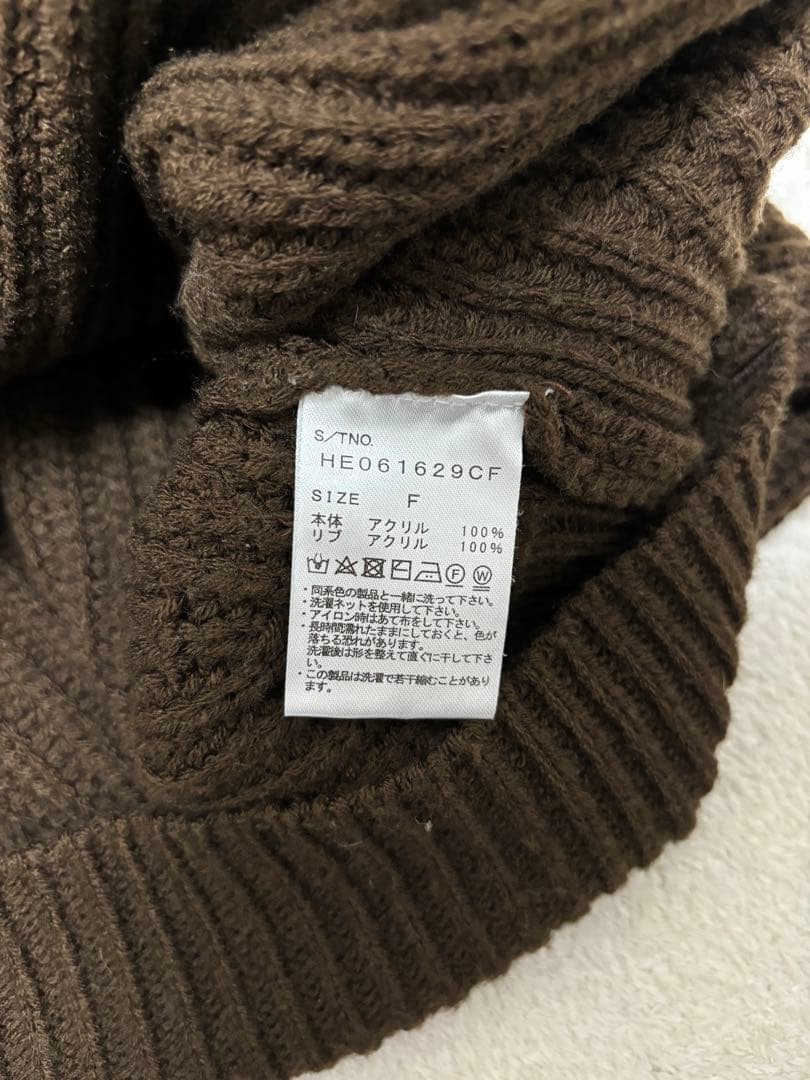 S/TNO.
HE061629CF
SIZE F
本体 アクリル 100%
リブ アクリル 100%
F W
・同系色の製品と一緒に洗って下さい。
・洗濯ネットを使用して下さい。
・アイロン時はあて布をして下さい。
・長時間濡れたままにしておくと、色が
落ちる恐れがあります。
洗濯後は形を整えて直ぐに干して下さ
い。
・この製品は洗濯で若干縮むことがあり
ます。